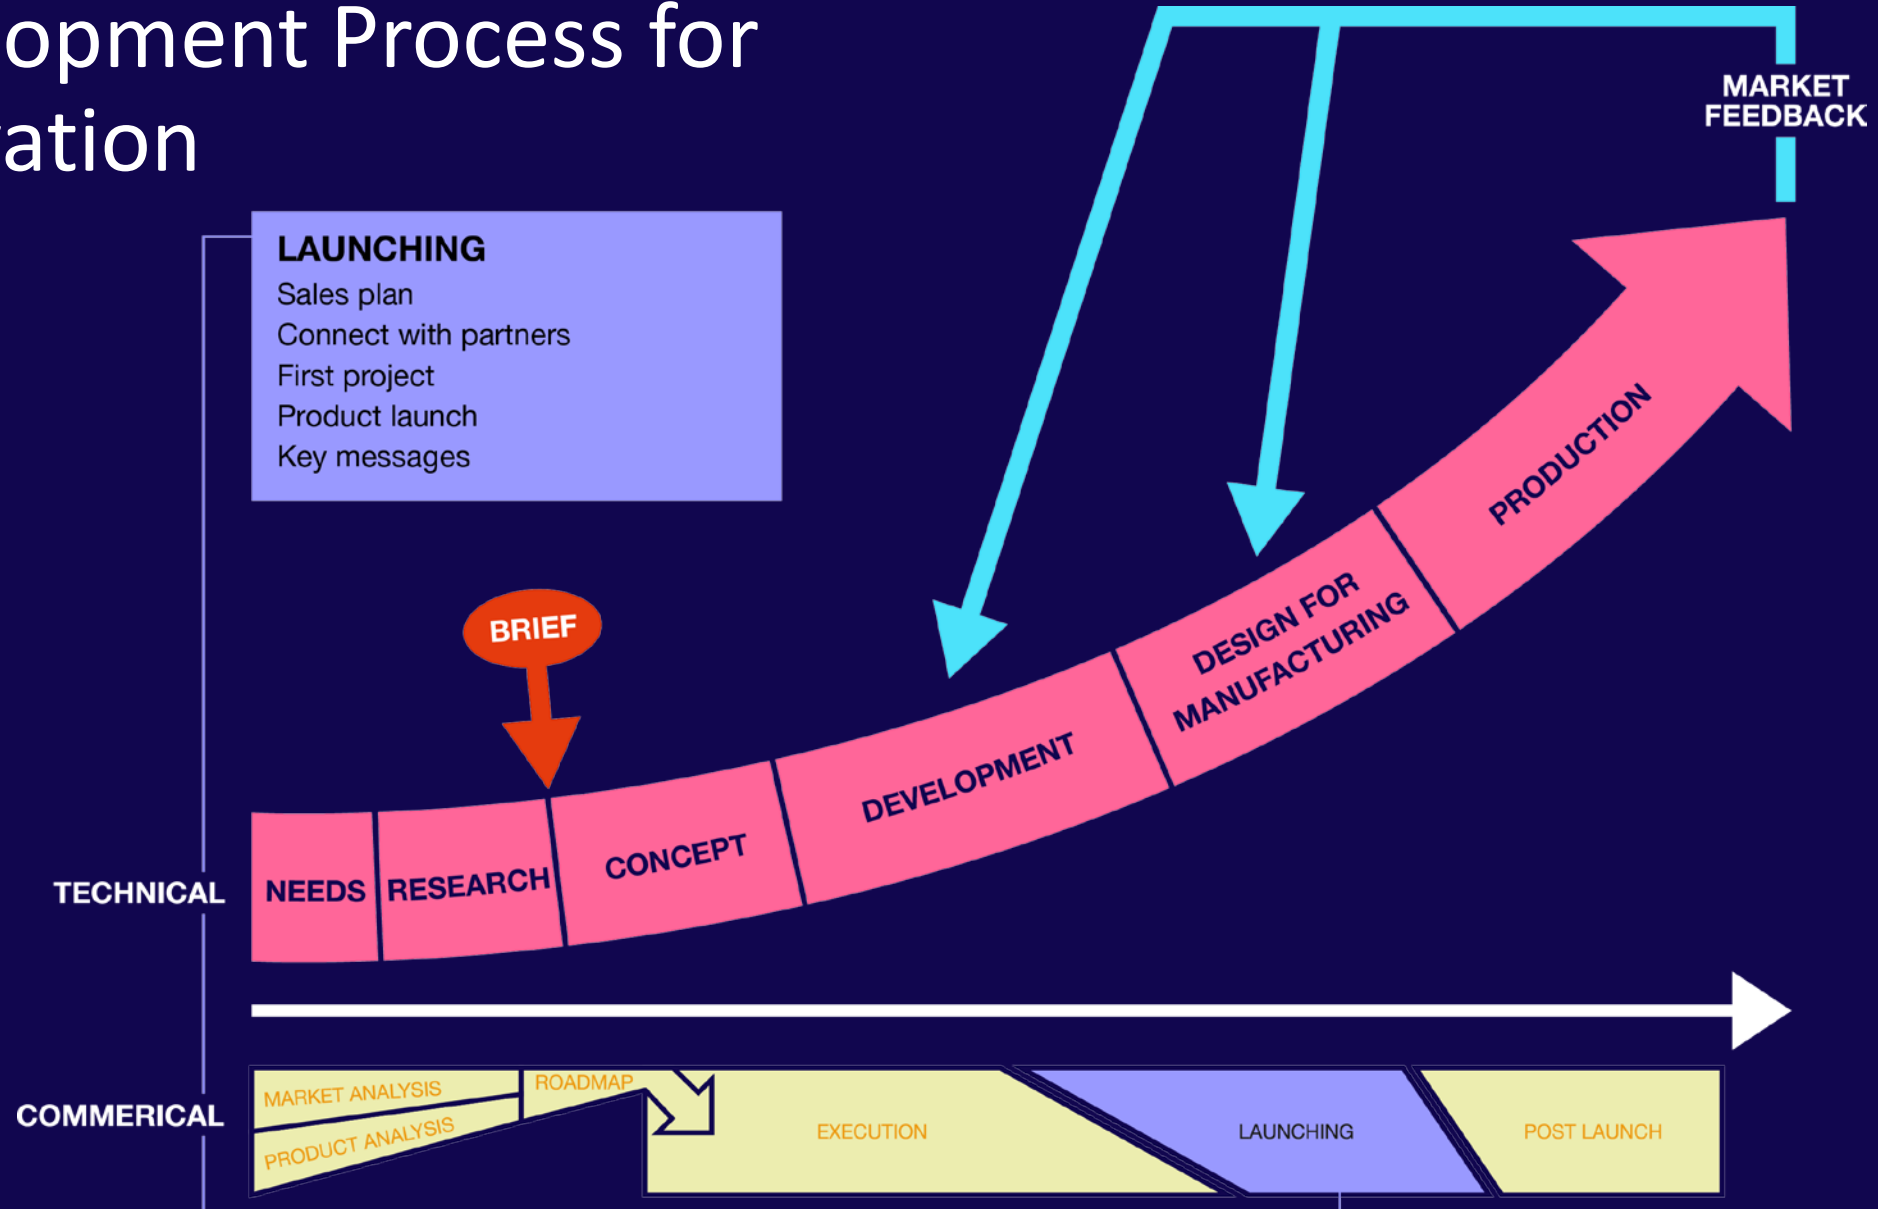 opment Process for
ation
MARKET
FEEDBACK
LAUNCHING
Sales plan
Connect with partners
First project
Product launch
Key messages
BRIEF
PRODUCTION
DESIGN FOR
MANUFACTURING
DEVELOPMENT
CONCEPT
TECHNICAL
NEEDS
RESEARCH
COMMERICAL
MARKET ANALYSIS
PRODUCT ANALYSIS
ROADMAP
EXECUTION
LAUNCHING
POST LAUNCH